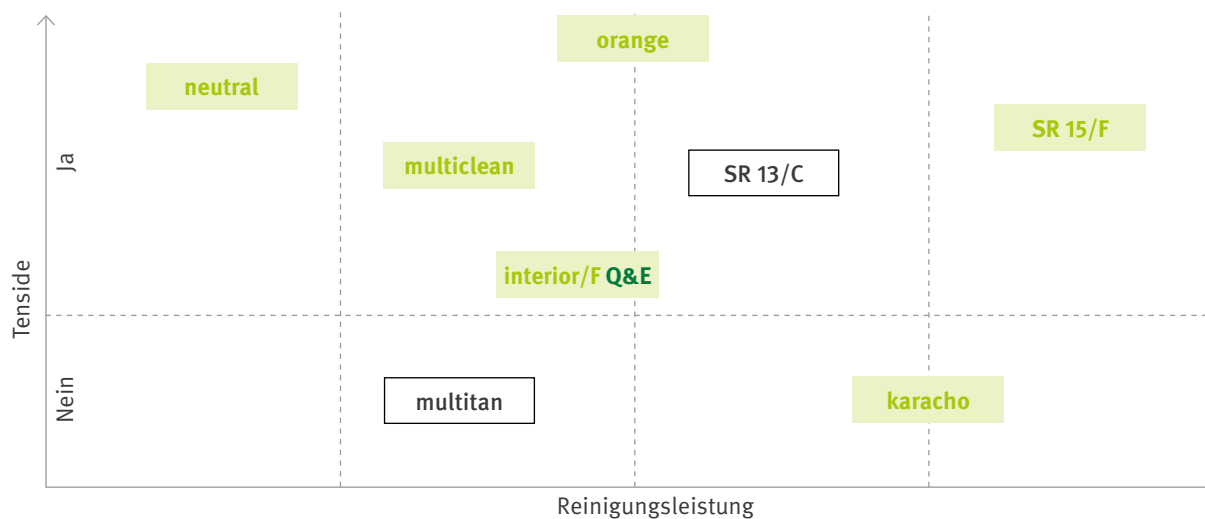 orange
neutral
SR 15/F
Ja
multiclean
SR 13/C
interior/F Q&E
Tenside
Nein
multitan
karacho
Reinigungsleistung